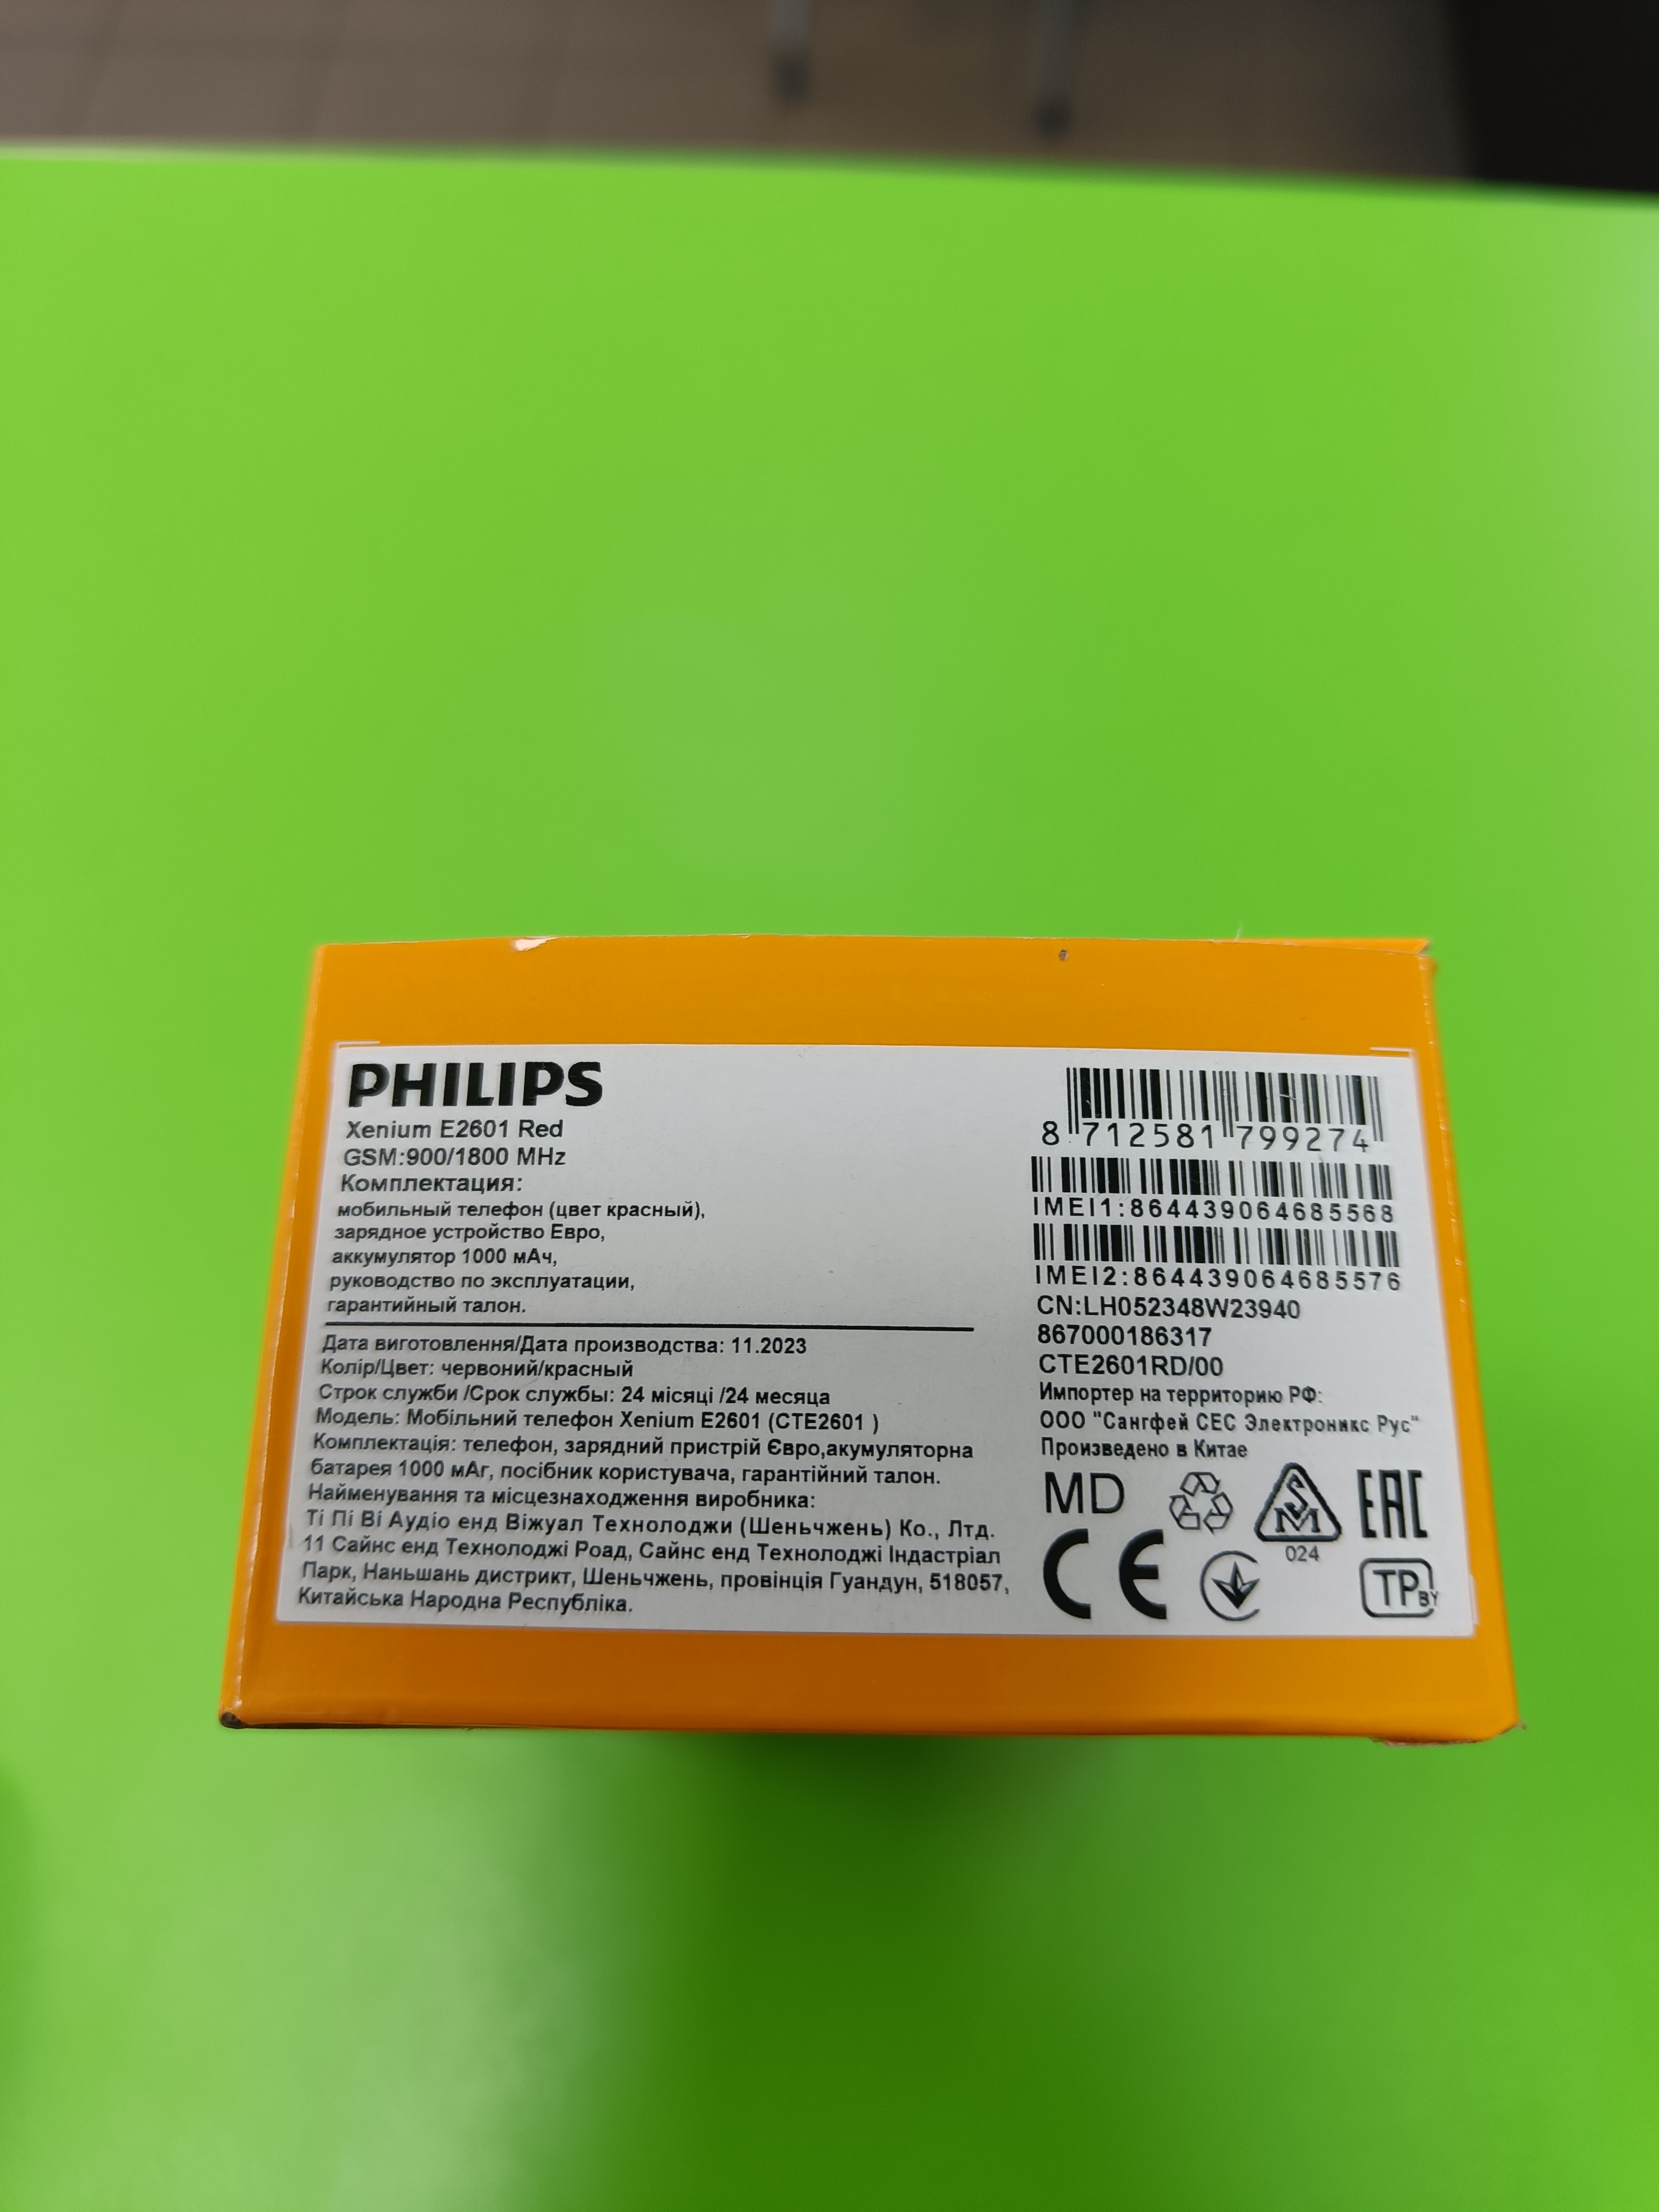 PHILIPS
Xenium E2601 Red
GSM:900/1800 MHz
Комплектация:
мобильный телефон (цвет красный),
зарядное устройство Евро,
аккумулятор 1000 мАч,
руководство по эксплуатации,
гарантийный талон.
Дата виготовлення/Дата производства: 11.2023
Колір/Цвет: червоний/красный
Строк служби /Срок службы: 24 місяці /24 месяца
Модель: Мобільний телефон Xenium E2601 (CTE2601 )
Комплектація: телефон, зарядний пристрій Євро,акумуляторна
батарея 1000 мАг, посібник користувача, гарантійний талон.
Найменування та місцезнаходження виробника:
Ті Пі Ві Аудіо енд Віжуал Технолоджи (Шеньчжень) Ко., Лтд.
11 Сайнс енд Технолоджі Роад, Сайнс енд Технолоджі Індастріал
Парк, Наньшань дистрикт, Шеньчжень, провінція Гуандун, 518057,
Китайська Народна Республіка.
8 712581 799274
IMEI1:864439064685568
IMEI2:864439064685576
CN:LH052348W23940
867000186317
CTE2601RD/00
Импортер на территорию РФ:
ООО "Сангфей СЕС Электроникс Рус"
Произведено в Китае
MD
SM
024
EAC
CE
TP BY